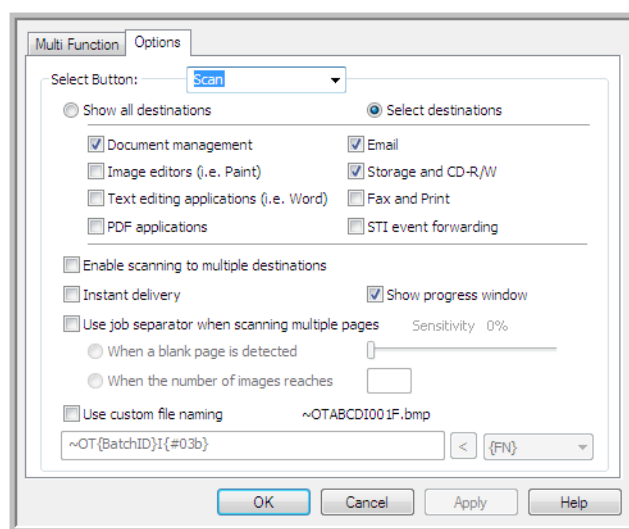 Multi Function Options
Select Button: Scan
Show all destinations Select destinations
Document management Email
Image editors (i.e. Paint) Storage and CD-R/W
Text editing applications (i.e. Word) Fax and Print
PDF applications STI event forwarding
Enable scanning to multiple destinations
Instant delivery Show progress window
Use job separator when scanning multiple pages Sensitivity 0%
When a blank page is detected
When the number of images reaches
Use custom file naming ~OTABCDI001F.bmp
~OT{BatchID}I{#03b} < {FN}
OK Cancel Apply Help